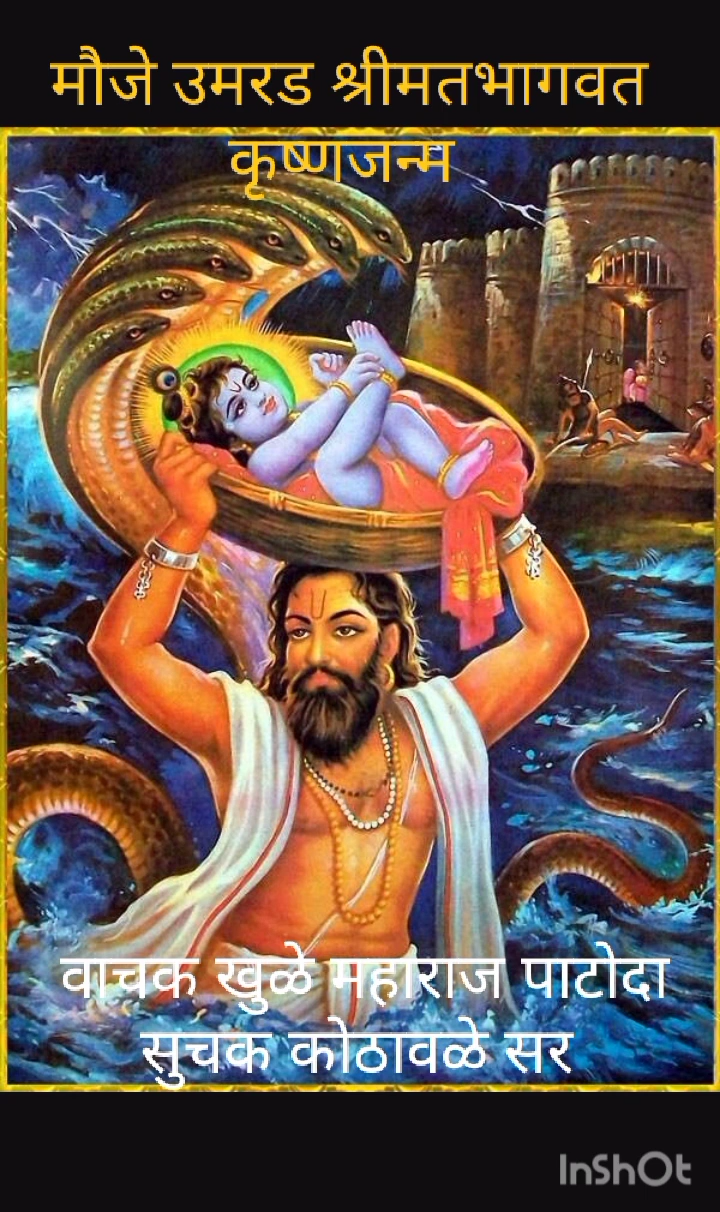 मौजे उमरड श्रीमतभागवत
कृष्णजन्म
वाचक खुळे महाराज पाटोदा
सुचक कोठावळे सर
InShOt